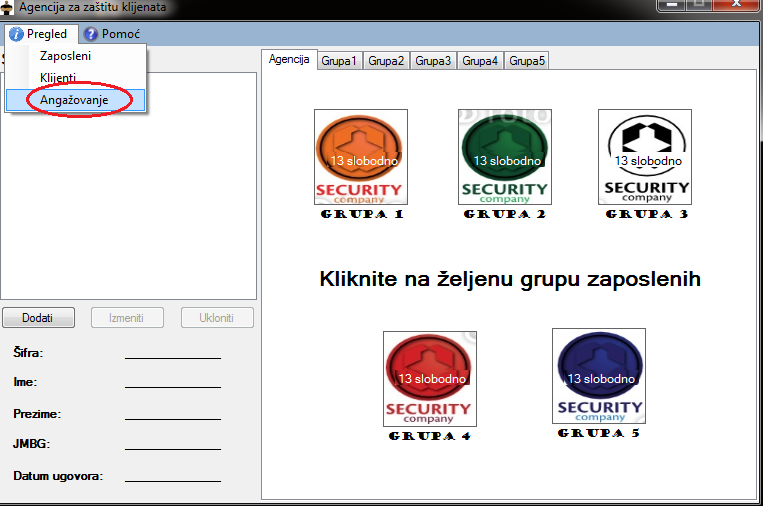 Agencija za zaštitu klijenata
Pregled
Pomoć
Zaposleni
Klijenti
Angažovanje
Agencija
Grupa1
Grupa2
Grupa3
Grupa4
Grupa5
13 slobodno
SECURITY
company
GRUPA 1
13 slobodno
SECURITY
company
GRUPA 2
13 slobodno
SECURITY
company
GRUPA 3
Kliknite na željenu grupu zaposlenih
13 slobodno
SECURITY
company
GRUPA 4
13 slobodno
SECURITY
company
GRUPA 5
Dodati
Izmeniti
Ukloniti
Šifra:
Ime:
Prezime:
JMBG:
Datum ugovora: